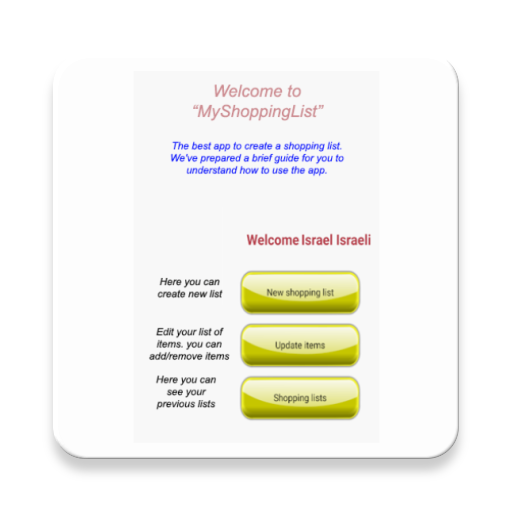 Welcome to
“MyShoppingList”
The best app to create a shopping list.
We've prepared a brief guide for you to
understand how to use the app.
Welcome Israel Israeli
Here you can
create new list
New shopping list
Edit your list of
items. you can
add/remove items
Update items
Here you can
see your
previous lists
Shopping lists